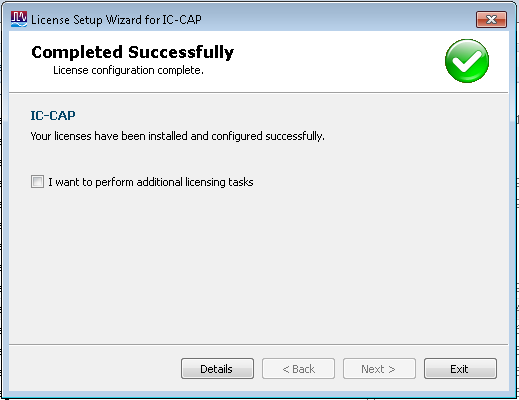 License Setup Wizard for IC-CAP
Completed Successfully
License configuration complete.
IC-CAP
Your licenses have been installed and configured successfully.
I want to perform additional licensing tasks
Details
< Back
Next >
Exit